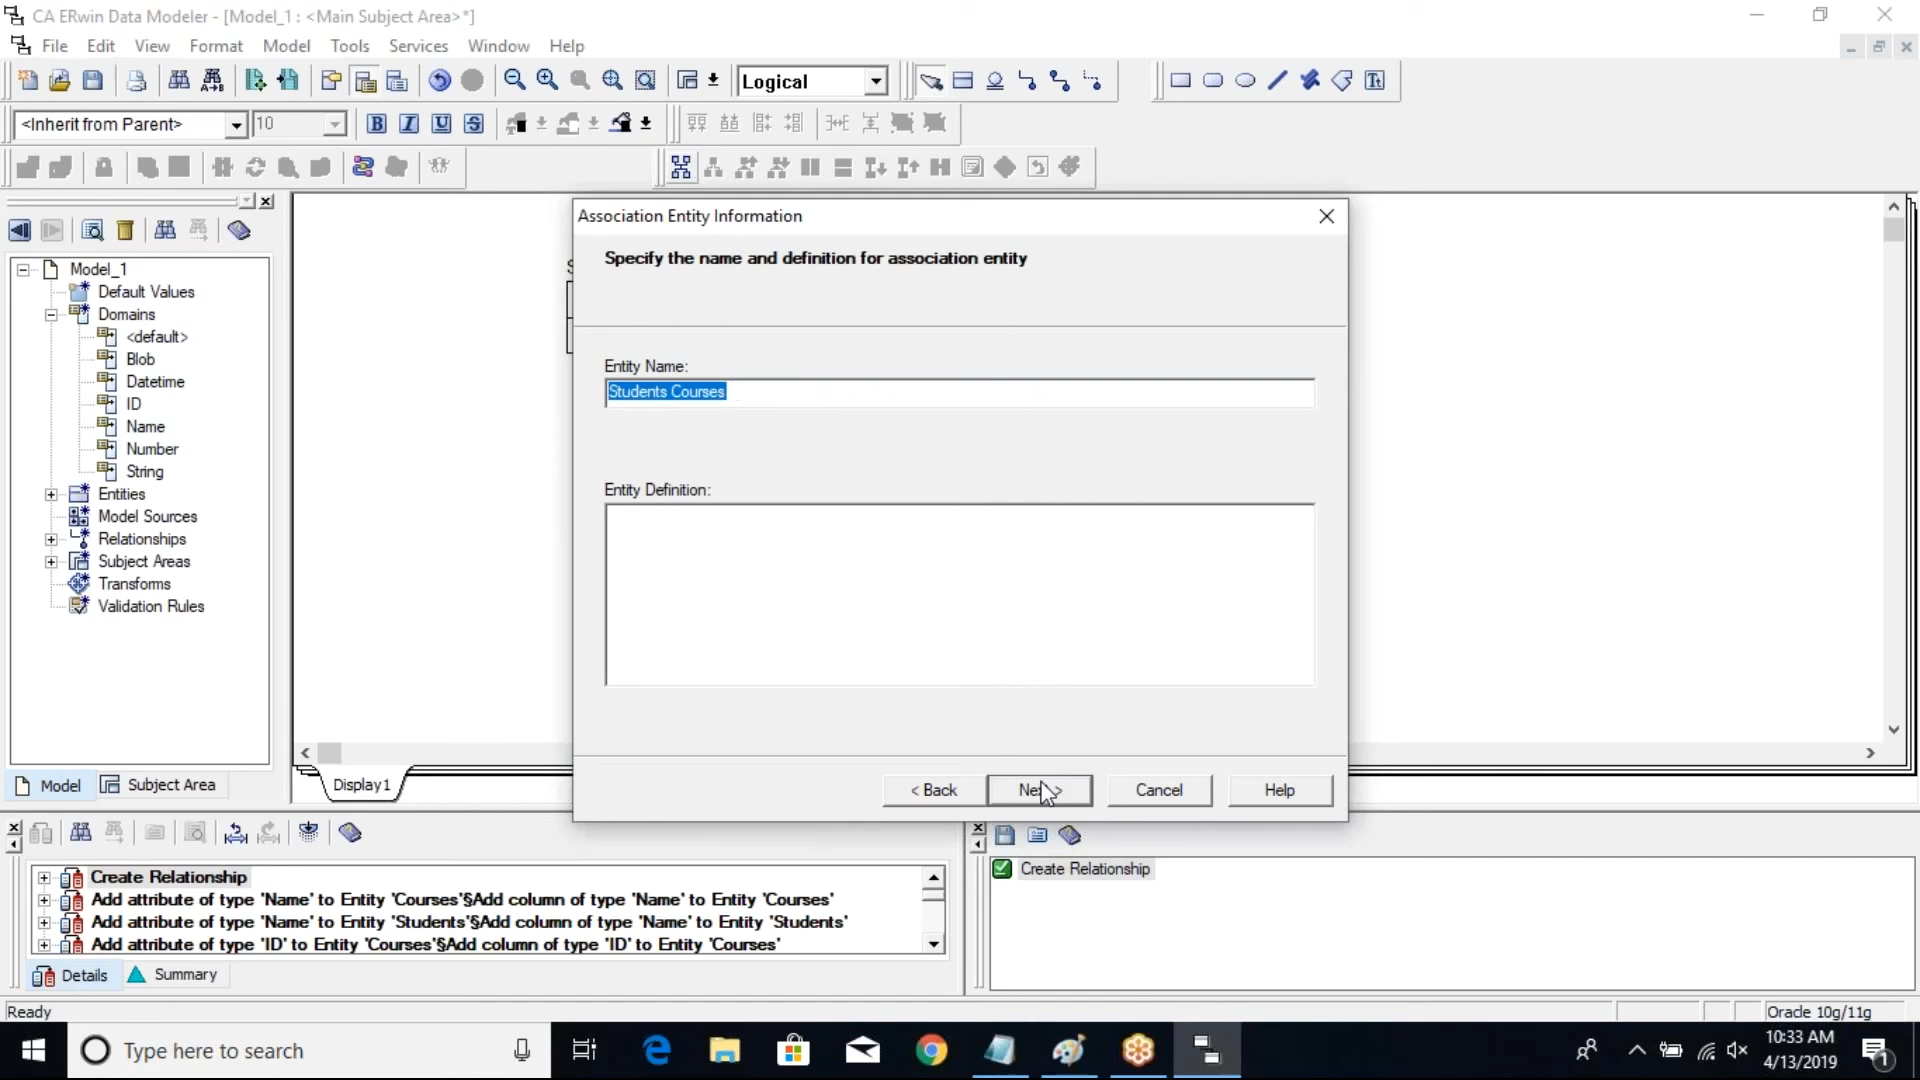 CA ERwin Data Modeler - [Model_1 : <Main Subject Area>*]
File Edit View Format Model Tools Services Window Help
Logical
<Inherit from Parent> 10
B I U S
Association Entity Information
Specify the name and definition for association entity
Entity Name:
Students Courses
Entity Definition:
< Back Next > Cancel Help
Model_1
Default Values
Domains
<default>
Blob
Datetime
ID
Name
Number
String
Entities
Model Sources
Relationships
Subject Areas
Transforms
Validation Rules
Model Subject Area
Display1
Create Relationship
Add attribute of type 'Name' to Entity 'Courses'§Add column of type 'Name' to Entity 'Courses'
Add attribute of type 'Name' to Entity 'Students'§Add column of type 'Name' to Entity 'Students'
Add attribute of type 'ID' to Entity 'Courses'§Add column of type 'ID' to Entity 'Courses'
Details Summary
Create Relationship
Ready
Oracle 10g/11g
Type here to search
10:33 AM
4/13/2019
1